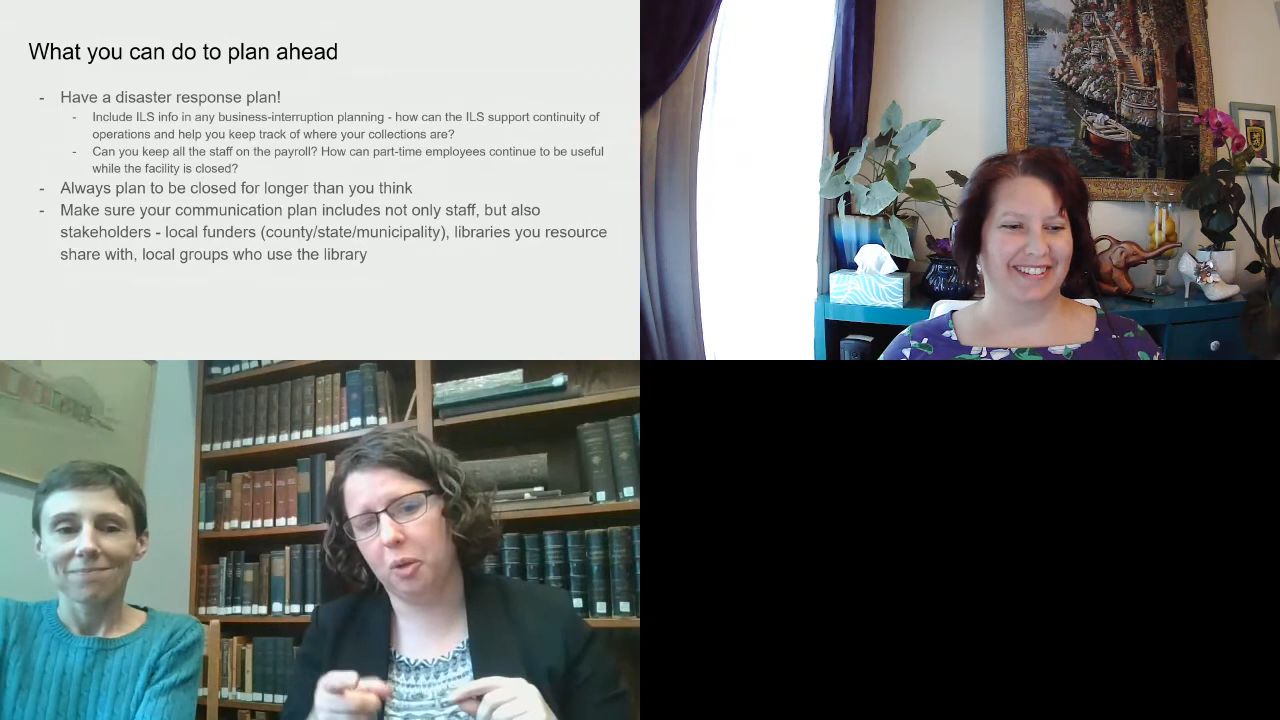 What you can do to plan ahead
- Have a disaster response plan!
- Include ILS info in any business-interruption planning - how can the ILS support continuity of
operations and help you keep track of where your collections are?
- Can you keep all the staff on the payroll? How can part-time employees continue to be useful
while the facility is closed?
- Always plan to be closed for longer than you think
- Make sure your communication plan includes not only staff, but also
stakeholders - local funders (county/state/municipality), libraries you resource
share with, local groups who use the library